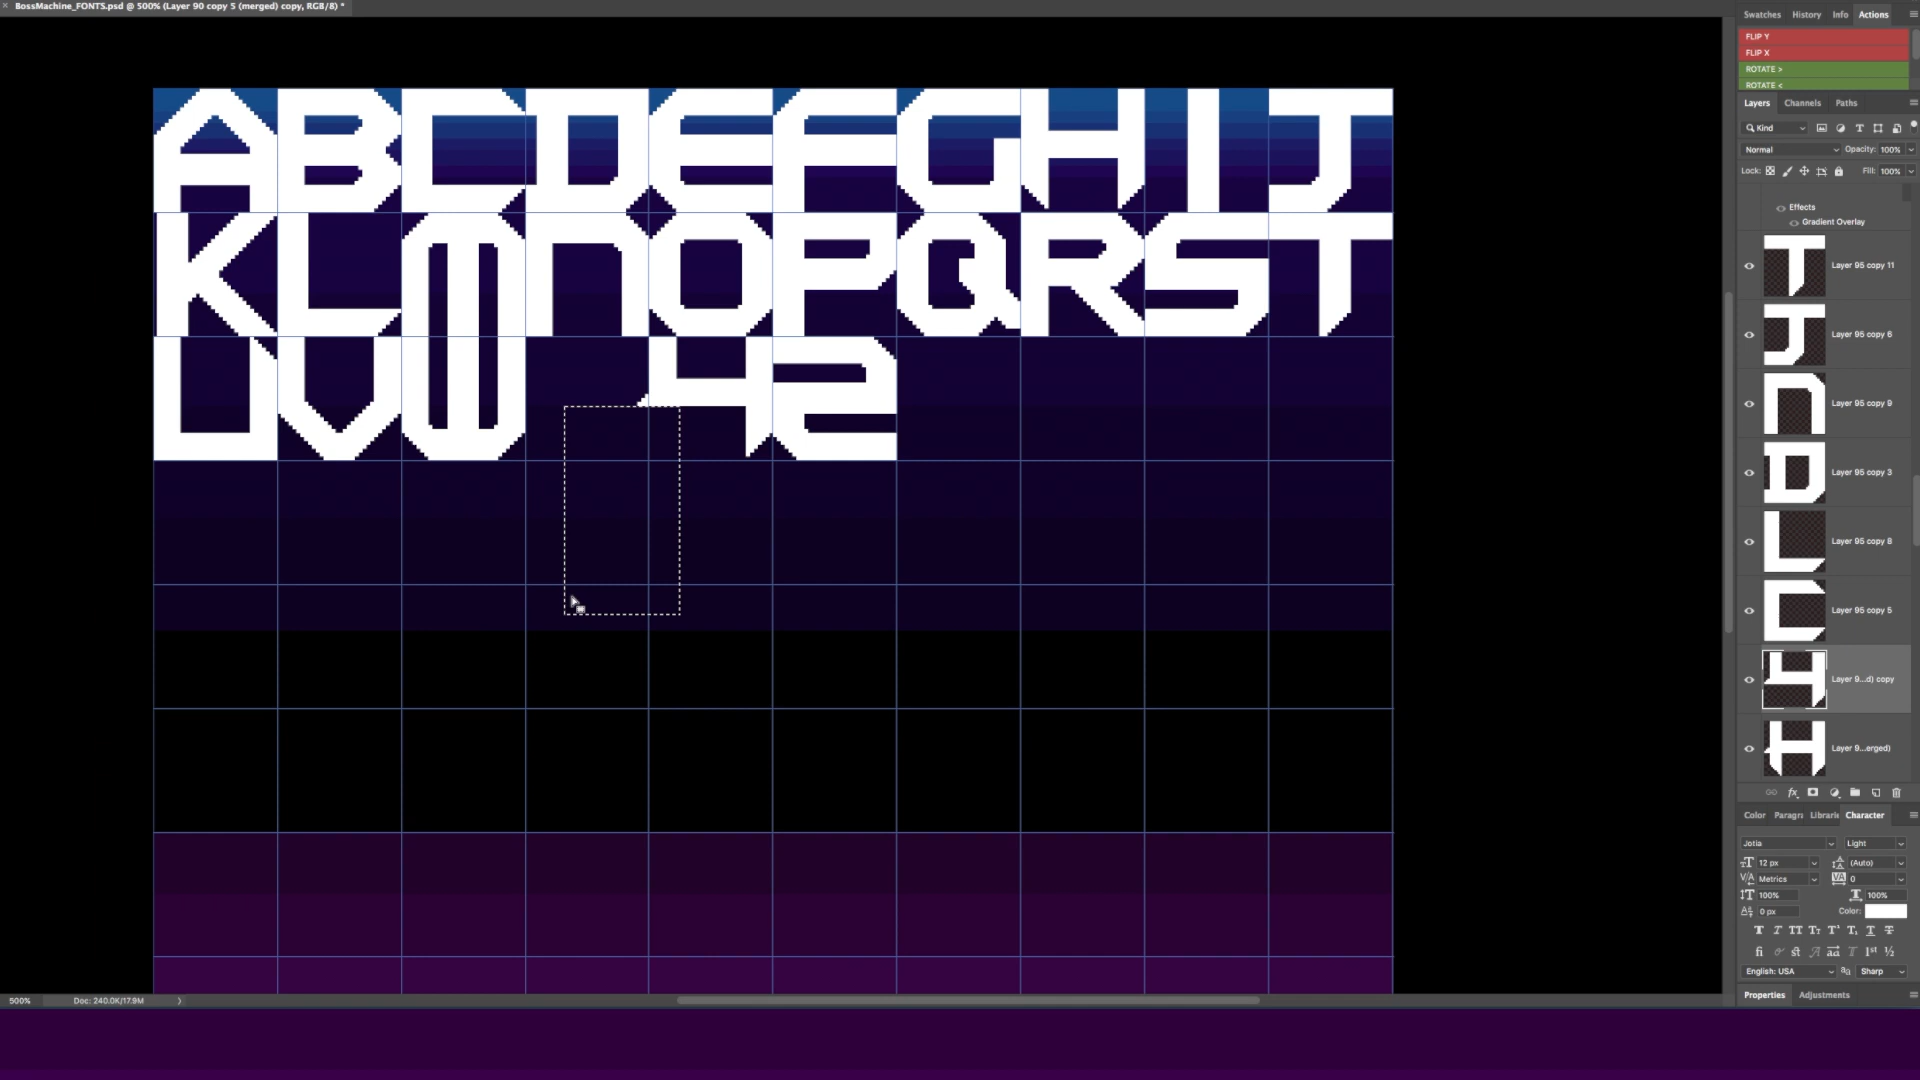 × BossMachine_FONTS.psd @ 500% (Layer 90 copy 5 (merged) copy, RGB/8) *
Swatches History Info Actions
FLIP Y
FLIP X
ROTATE >
ROTATE <
Layers Channels Paths
Kind
Normal Opacity: 100%
Lock: Fill: 100%
Effects
Gradient Overlay
Layer 95 copy 11
Layer 95 copy 6
Layer 95 copy 9
Layer 95 copy 3
Layer 95 copy 8
Layer 95 copy 5
Layer 9...d) copy
Layer 9...erged)
ABCDEFGHIJ
KLMNOPQRST
UVW 42
Color Paragr Librari Character
Jotia Light
12 px (Auto)
Metrics 0
100% 100%
0 px Color:
English: USA Sharp
Properties Adjustments
500% Doc: 240.0K/17.9M